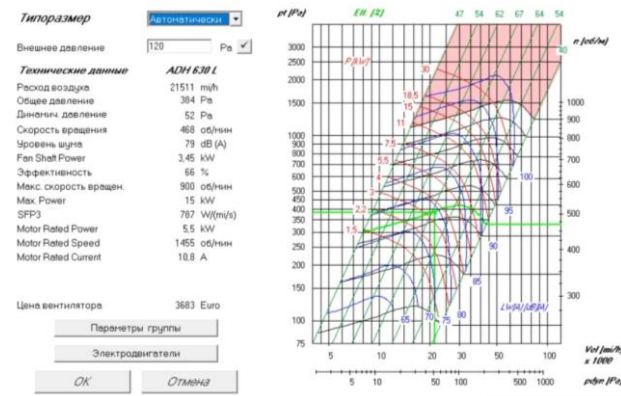 Типоразмер Автоматически
Внешнее давление 120 Pa
Технические данные ADH 630 L
Расход воздуха 21511 mi/h
Общее давление 384 Pa
Динамич. давление 52 Pa
Скорость вращения 468 об/мин
Уровень шума 79 dB (A)
Fan Shaft Power 3,45 kW
Эффективность 66 %
Макс. скорость вращен. 900 об/мин
Max. Power 15 kW
SFP3 787 W/(mi/s)
Motor Rated Power 5,5 kW
Motor Rated Speed 1455 об/мин
Motor Rated Current 10,8 A
Цена вентилятора 3683 Euro
Параметры группы
Электродвигатели
OK Отмена
pt [Pa] Eff. [%] 47 54 62 67 64 54
n [об/м]
40
3000
2500
2000
1500
1000
900
800
700
600
500
450
400
350
300
250
200
150
100
75
P[kW]
30
18,5
15
11
7,5
5,5
4
3
2,2
1,5
1000
900
800
700
600
500
400
300
100
95
90
85
80
75
70
65
LwA[dB(A)]
5 10 20 30 50 100 Vol [mi/h] x 1000
5 10 50 100 500 1000 pdyn [Pa]